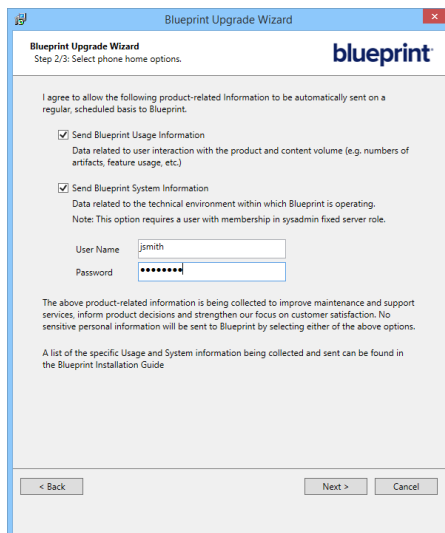 Blueprint Upgrade Wizard
Blueprint Upgrade Wizard
Step 2/3: Select phone home options.
blueprint
I agree to allow the following product-related Information to be automatically sent on a
regular, scheduled basis to Blueprint.
Send Blueprint Usage Information
Data related to user interaction with the product and content volume (e.g. numbers of
artifacts, feature usage, etc.)
Send Blueprint System Information
Data related to the technical environment within which Blueprint is operating.
Note: This option requires a user with membership in sysadmin fixed server role.
User Name
jsmith
Password
••••••••
The above product-related information is being collected to improve maintenance and support
services, inform product decisions and strengthen our focus on customer satisfaction. No
sensitive personal information will be sent to Blueprint by selecting either of the above options.
A list of the specific Usage and System information being collected and sent can be found in
the Blueprint Installation Guide
< Back
Next >
Cancel